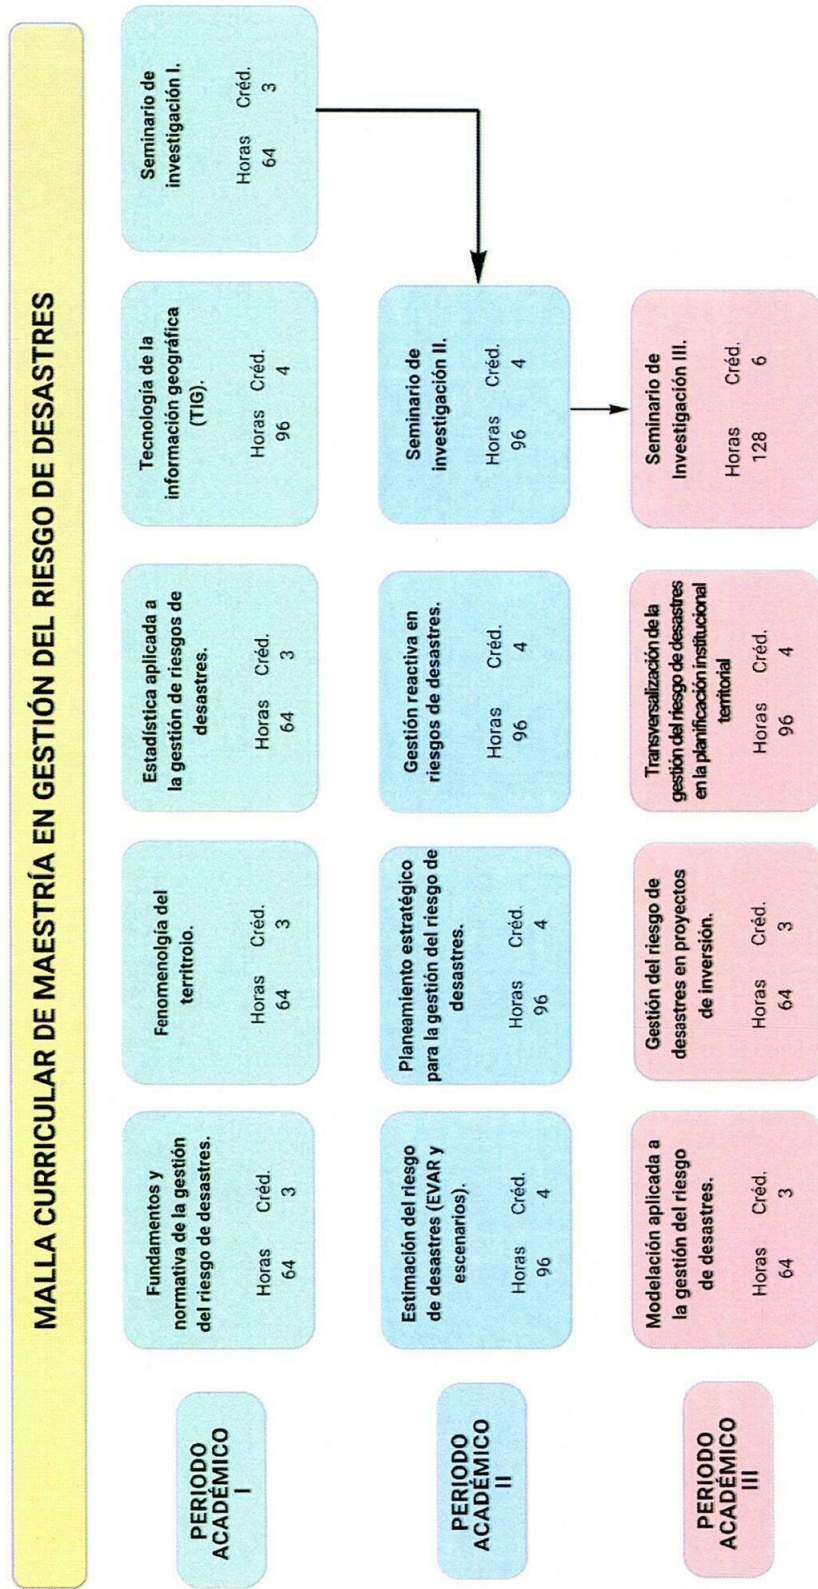 MALLA CURRICULAR DE MAESTRÍA EN GESTIÓN DEL RIESGO DE DESASTRES
PERIODO
ACADÉMICO
I
Fundamentos y
normativa de la gestión
del riesgo de desastres.
Horas Créd.
64 3
Fenomenolgía del
territrolo.
Horas Créd.
64 3
Estadística aplicada a
la gestión de riesgos de
desastres.
Horas Créd.
64 3
Tecnología de la
información geográfica
(TIG).
Horas Créd.
96 4
Seminario de
investigación I.
Horas Créd.
64 3
PERIODO
ACADÉMICO
II
Estimación del riesgo
de desastres (EVAR y
escenarios).
Horas Créd.
96 4
Planeamiento estratégico
para la gestión del riesgo de
desastres.
Horas Créd.
96 4
Gestión reactiva en
riesgos de desastres.
Horas Créd.
96 4
Seminario de
investigación II.
Horas Créd.
96 4
PERIODO
ACADÉMICO
III
Modelación aplicada a
la gestión del riesgo
de desastres.
Horas Créd.
64 3
Gestión del riesgo de
desastres en proyectos
de inversión.
Horas Créd.
64 3
Transversalización de la
gestión del riesgo de desastres
en la planificación institucional
territorial
Horas Créd.
96 4
Seminario de
Investigación III.
Horas Créd.
128 6